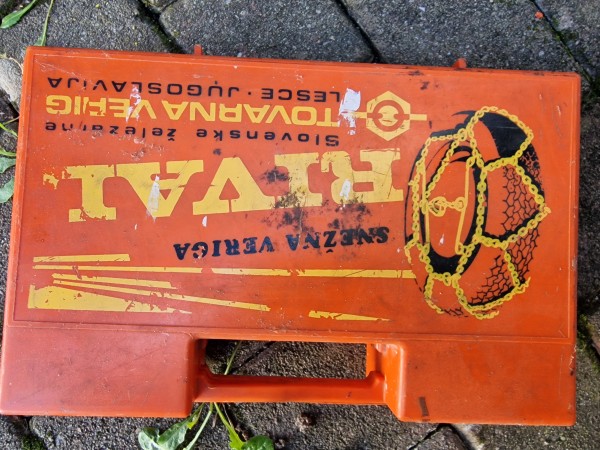 SNEŽNA VERIGA
RIVAL
Slovenske železarne
TOVARNA VERIG
LESCE · JUGOSLAVIJA